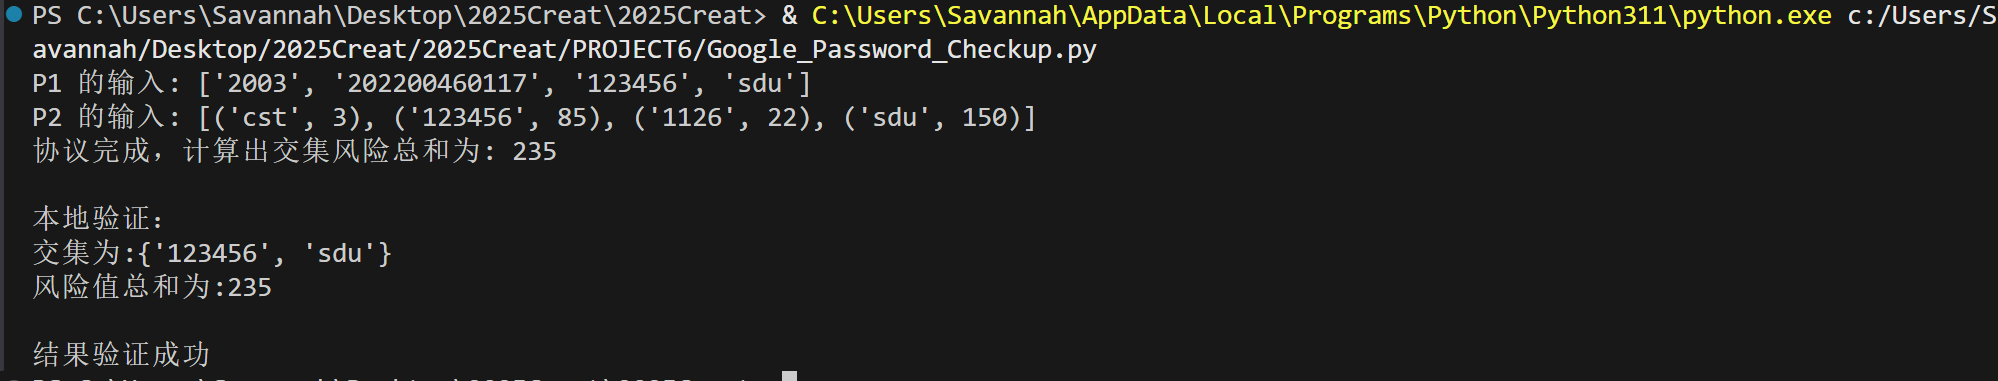 PS C:\Users\Savannah\Desktop\2025Creat\2025Creat> & C:\Users\Savannah\AppData\Local\Programs\Python\Python311\python.exe c:/Users/S
avannah/Desktop/2025Creat/2025Creat/PROJECT6/Google_Password_Checkup.py
P1 的输入: ['2003', '202200460117', '123456', 'sdu']
P2 的输入: [('cst', 3), ('123456', 85), ('1126', 22), ('sdu', 150)]
协议完成，计算出交集风险总和为: 235
本地验证:
交集为:{'123456', 'sdu'}
风险值总和为:235
结果验证成功